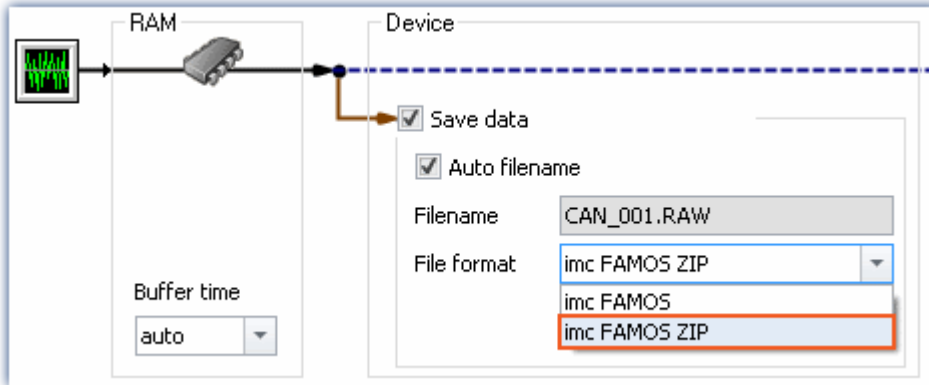 RAM
Device
Save data
Auto filename
Filename CAN_001.RAW
File format imc FAMOS ZIP
imc FAMOS
imc FAMOS ZIP
Buffer time
auto